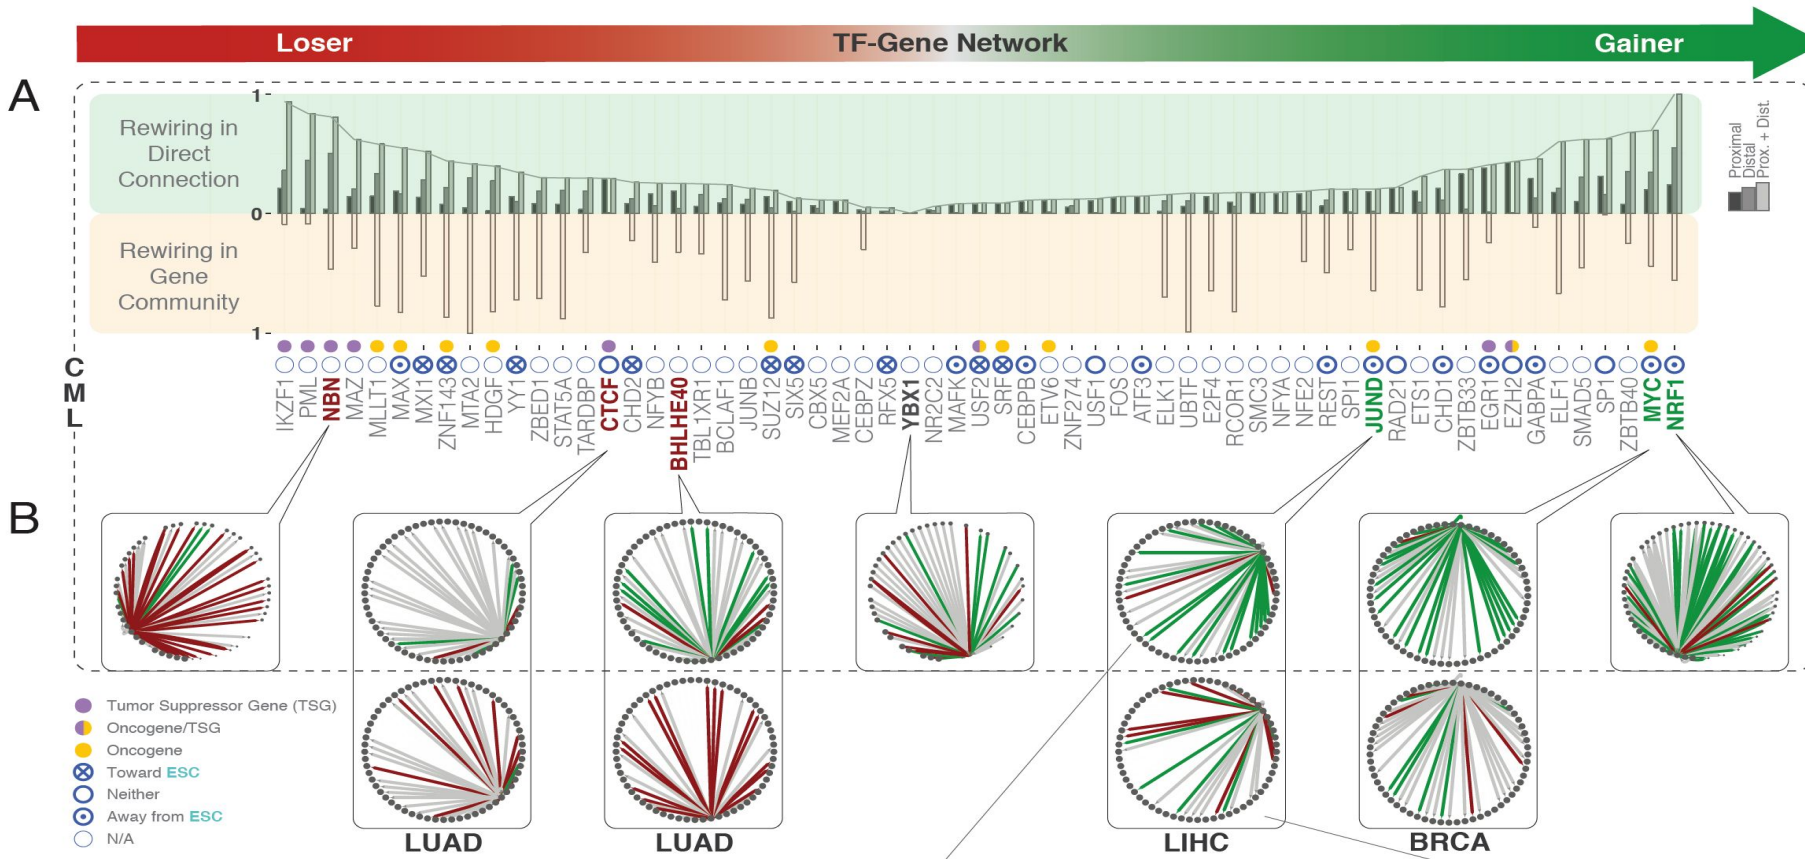 Loser TF-Gene Network Gainer
A
1
Rewiring in
Direct
Connection
0
Rewiring in
Gene
Community
1
Proximal
Distal
Prox. + Dist.
C
M
L
IKZF1
PML
NBN
MAZ
MLLT1
MAX
MXI1
ZNF143
MTA2
HDGF
YY1
ZBED1
STAT5A
TARDBP
CTCF
CHD2
NFYB
BHLHE40
TBL1XR1
BCLAF1
JUNB
SUZ12
SIX5
CBX5
MEF2A
CEBPZ
RFX5
YBX1
NR2C2
MAFK
USF2
SRF
CEBPB
ETV6
ZNF274
USF1
FOS
ATF3
ELK1
UBTF
E2F4
RCOR1
SMC3
NFYA
NFE2
REST
SPI1
JUND
RAD21
ETS1
CHD1
ZBTB33
EGR1
EZH2
GABPA
ELF1
SMAD5
SP1
ZBTB40
MYC
NRF1
B
Tumor Suppressor Gene (TSG)
Oncogene/TSG
Oncogene
Toward ESC
Neither
Away from ESC
N/A
LUAD LUAD LIHC BRCA